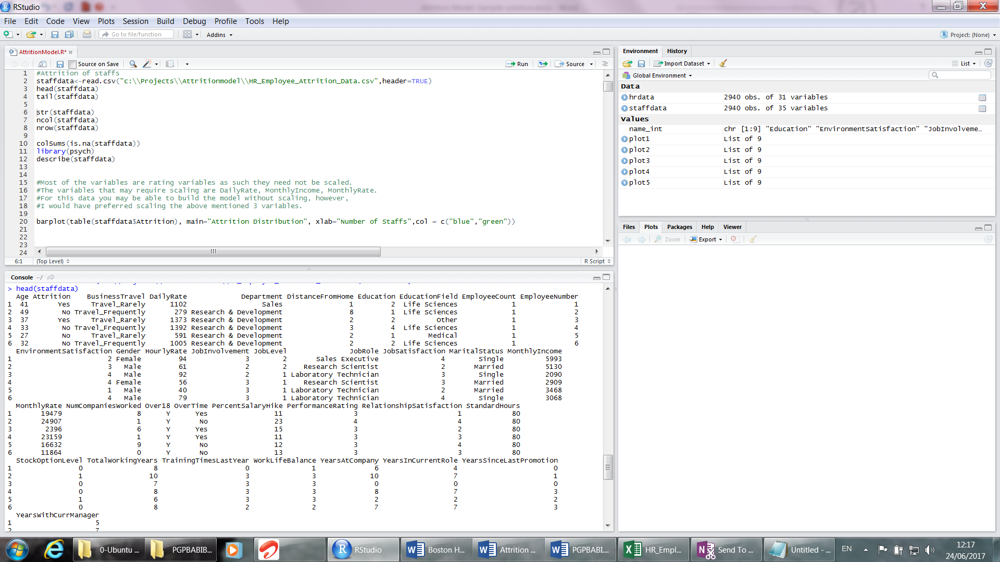 RStudio
File Edit Code View Plots Session Build Debug Profile Tools Help
Go to file/function Addins Project: (None)
AttritionModel.R*
Source on Save Run Source
1 #Attrition of staffs
2 staffdata<-read.csv("c:\\Projects\\Attritionmodel\\HR_Employee_Attrition_Data.csv",header=TRUE)
3 head(staffdata)
4 tail(staffdata)
5
6 str(staffdata)
7 ncol(staffdata)
8 nrow(staffdata)
9
10 colSums(is.na(staffdata))
11 library(psych)
12 describe(staffdata)
13
14
15 #Most of the variables are rating variables as such they need not be scaled.
16 #The variables that may require scaling are DailyRate, MonthlyIncome, MonthlyRate.
17 #For this data you may be able to build the model without scaling, however,
18 #I would have preferred scaling the above mentioned 3 variables.
19
20 barplot(table(staffdata$Attrition), main="Attrition Distribution", xlab="Number of Staffs",col = c("blue","green"))
21
22
23
24
6:1 (Top Level) R Script
Console ~/
> head(staffdata)
Age Attrition BusinessTravel DailyRate Department DistanceFromHome Education EducationField EmployeeCount EmployeeNumber
1 41 Yes Travel_Rarely 1102 Sales 1 2 Life Sciences 1 1
2 49 No Travel_Frequently 279 Research & Development 8 1 Life Sciences 1 2
3 37 Yes Travel_Rarely 1373 Research & Development 2 2 Other 1 3
4 33 No Travel_Frequently 1392 Research & Development 3 4 Life Sciences 1 4
5 27 No Travel_Rarely 591 Research & Development 2 1 Medical 1 5
6 32 No Travel_Frequently 1005 Research & Development 2 2 Life Sciences 1 6
EnvironmentSatisfaction Gender HourlyRate JobInvolvement JobLevel JobRole JobSatisfaction MaritalStatus MonthlyIncome
1 2 Female 94 3 2 Sales Executive 4 Single 5993
2 3 Male 61 2 2 Research Scientist 2 Married 5130
3 4 Male 92 2 1 Laboratory Technician 3 Single 2090
4 4 Female 56 3 1 Research Scientist 3 Married 2909
5 1 Male 40 3 1 Laboratory Technician 2 Married 3468
6 4 Male 79 3 1 Laboratory Technician 4 Single 3068
MonthlyRate NumCompaniesWorked Over18 OverTime PercentSalaryHike PerformanceRating RelationshipSatisfaction StandardHours
1 19479 8 Y Yes 11 3 1 80
2 24907 1 Y No 23 4 4 80
3 2396 6 Y Yes 15 3 2 80
4 23159 1 Y Yes 11 3 3 80
5 16632 9 Y No 12 3 4 80
6 11864 0 Y No 13 3 3 80
StockOptionLevel TotalWorkingYears TrainingTimesLastYear WorkLifeBalance YearsAtCompany YearsInCurrentRole YearsSinceLastPromotion
1 0 8 0 1 6 4 0
2 1 10 3 3 10 7 1
3 0 7 3 3 0 0 0
4 0 8 3 3 8 7 3
5 1 6 3 3 2 2 2
6 0 8 2 2 7 7 3
YearsWithCurrManager
1 5
2 7
Environment History
Import Dataset List
Global Environment
Data
hrdata 2940 obs. of 31 variables
staffdata 2940 obs. of 35 variables
Values
name_int chr [1:9] "Education" "EnvironmentSatisfaction" "JobInvolveme…
plot1 List of 9
plot2 List of 9
plot3 List of 9
plot4 List of 9
plot5 List of 9
Files Plots Packages Help Viewer
Zoom Export
0-Ubuntu ... PGPBABIB... RStudio Boston H... Attrition ... PGPBABI... HR_Empl... Send To ... Untitled - ... EN 12:17
24/06/2017